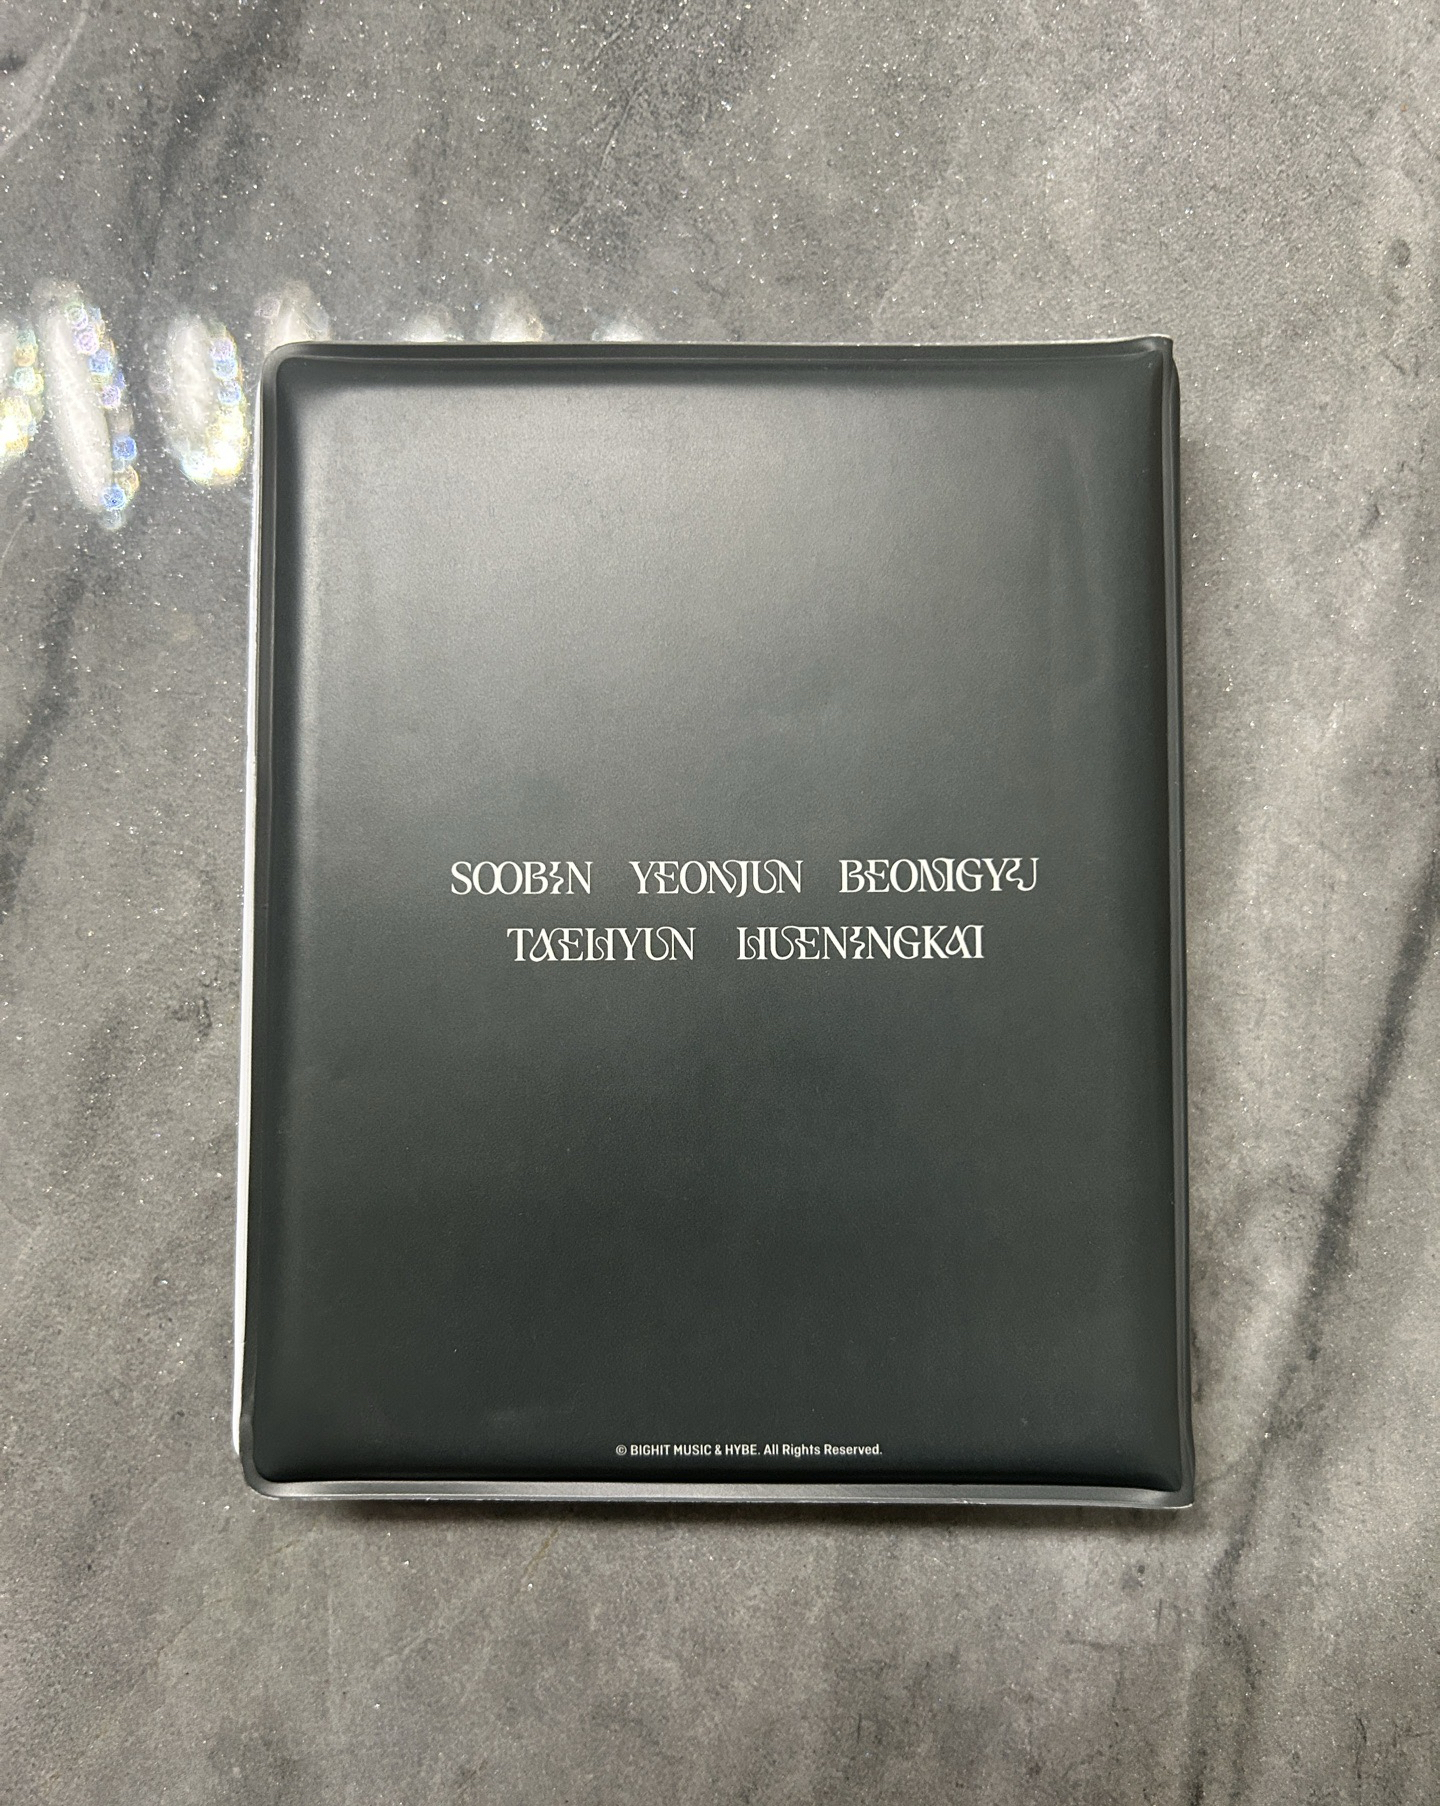 SOOBIN YEONJUN BEOMGYU
TAEHYUN HUENINGKAI
© BIGHIT MUSIC & HYBE. All Rights Reserved.